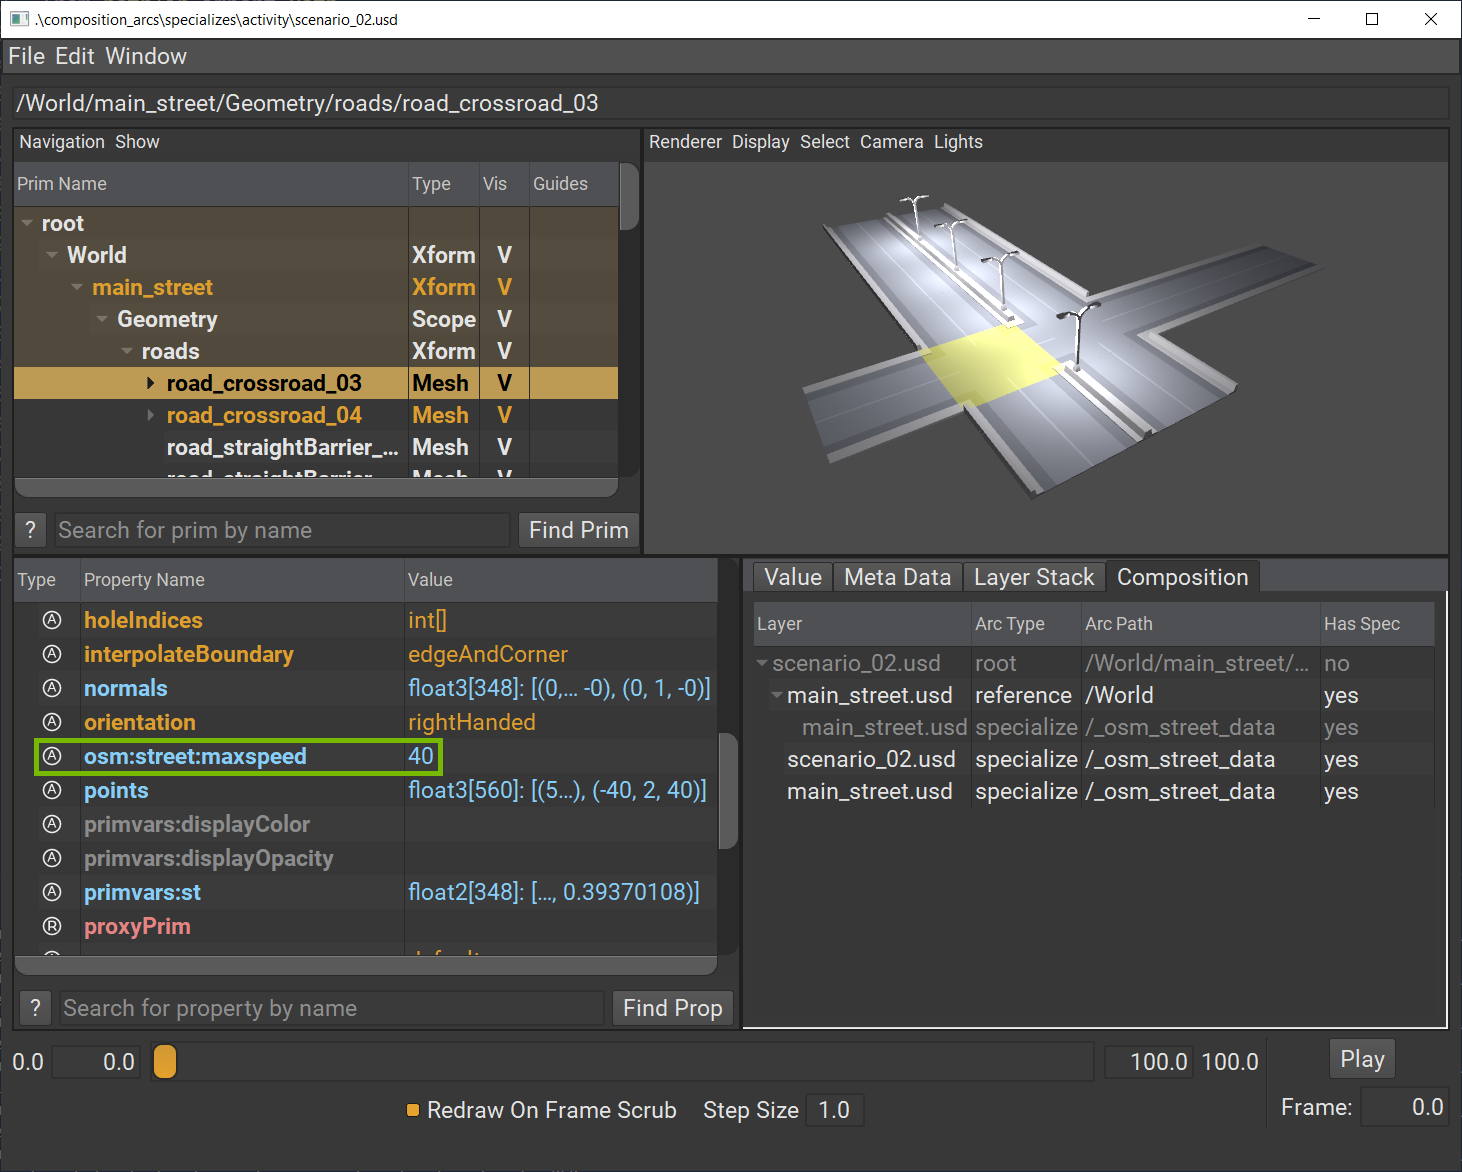 .\composition_arcs\specializes\activity\scenario_02.usd
File Edit Window
/World/main_street/Geometry/roads/road_crossroad_03
Navigation Show
Prim Name Type Vis Guides
root
World Xform V
main_street Xform V
Geometry Scope V
roads Xform V
road_crossroad_03 Mesh V
road_crossroad_04 Mesh V
road_straightBarrier_... Mesh V
road_straightBarrier Mesh V
? Search for prim by name Find Prim
Renderer Display Select Camera Lights
Type Property Name Value
A holeIndices int[]
A interpolateBoundary edgeAndCorner
A normals float3[348]: [(0,... -0), (0, 1, -0)]
A orientation rightHanded
A osm:street:maxspeed 40
A points float3[560]: [(5...), (-40, 2, 40)]
A primvars:displayColor
A primvars:displayOpacity
A primvars:st float2[348]: [..., 0.39370108)]
R proxyPrim
? Search for property by name Find Prop
Value Meta Data Layer Stack Composition
Layer Arc Type Arc Path Has Spec
scenario_02.usd root /World/main_street/... no
main_street.usd reference /World yes
main_street.usd specialize /_osm_street_data yes
scenario_02.usd specialize /_osm_street_data yes
main_street.usd specialize /_osm_street_data yes
0.0 0.0 100.0 100.0 Play
Redraw On Frame Scrub Step Size 1.0 Frame: 0.0